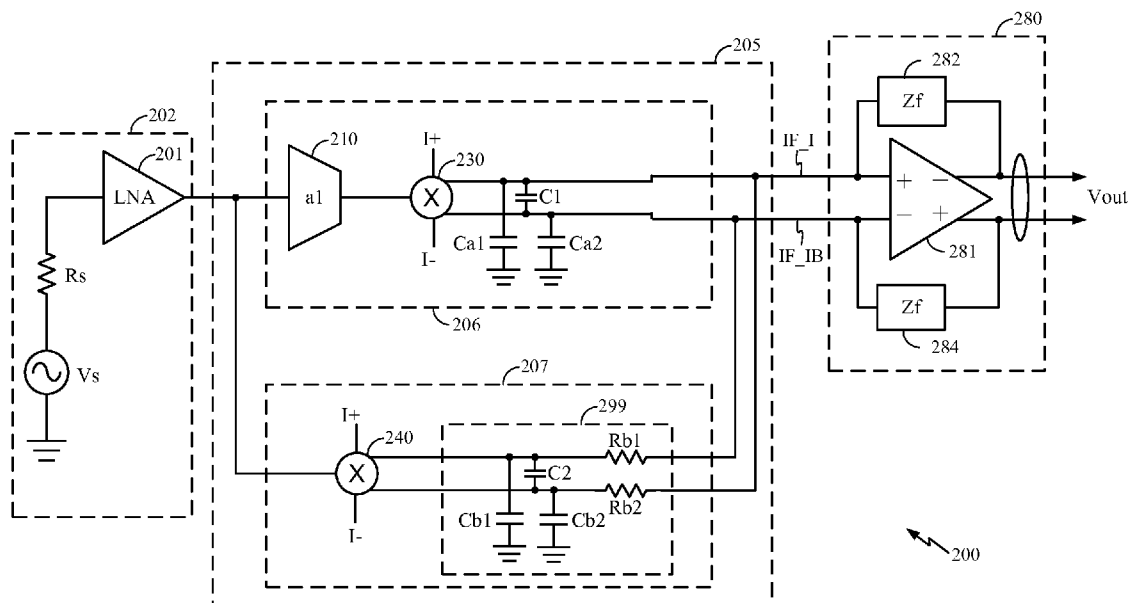 280
205
282
Zf
202
210
201
LNA
a1
I+
230
X
C1
Ca1
Ca2
I-
IF_I
IF_IB
+
−
−
+
281
Vout
Rs
206
Zf
284
Vs
207
299
I+
240
X
Rb1
C2
Rb2
Cb1
Cb2
I-
200